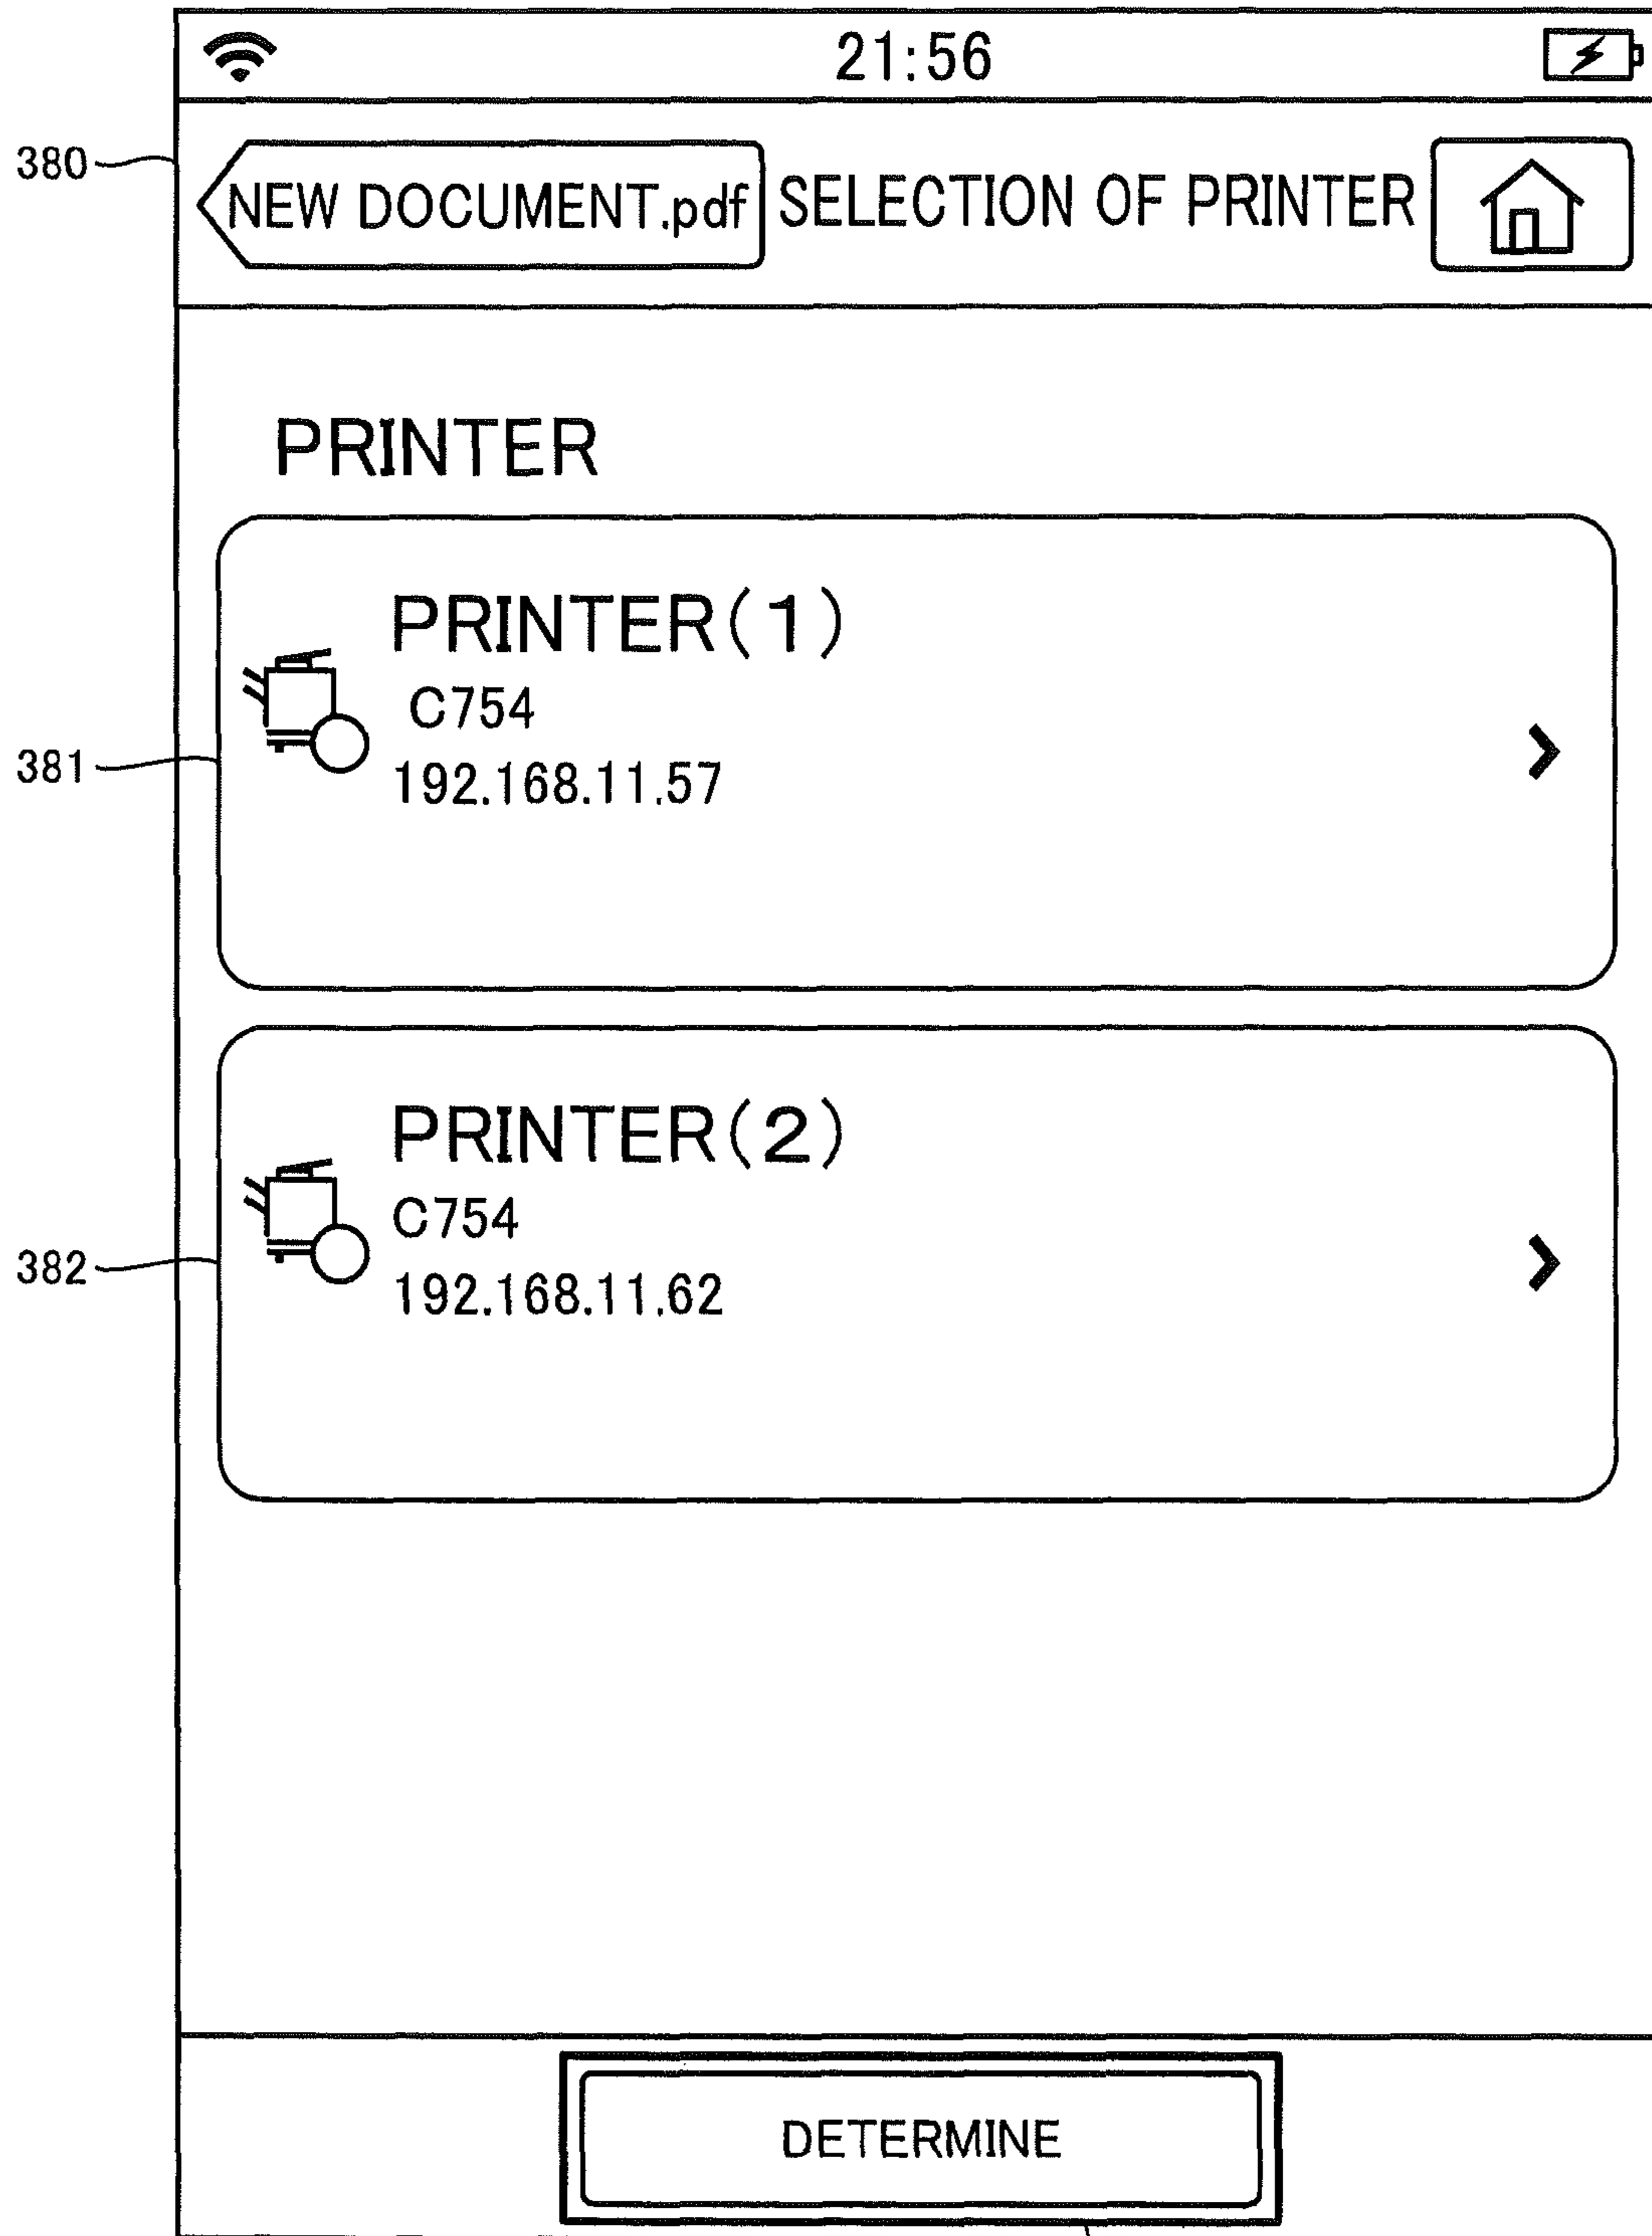 21:56
380
NEW DOCUMENT.pdf SELECTION OF PRINTER
PRINTER
PRINTER(1)
C754
381
192.168.11.57
PRINTER(2)
C754
382
192.168.11.62
DETERMINE